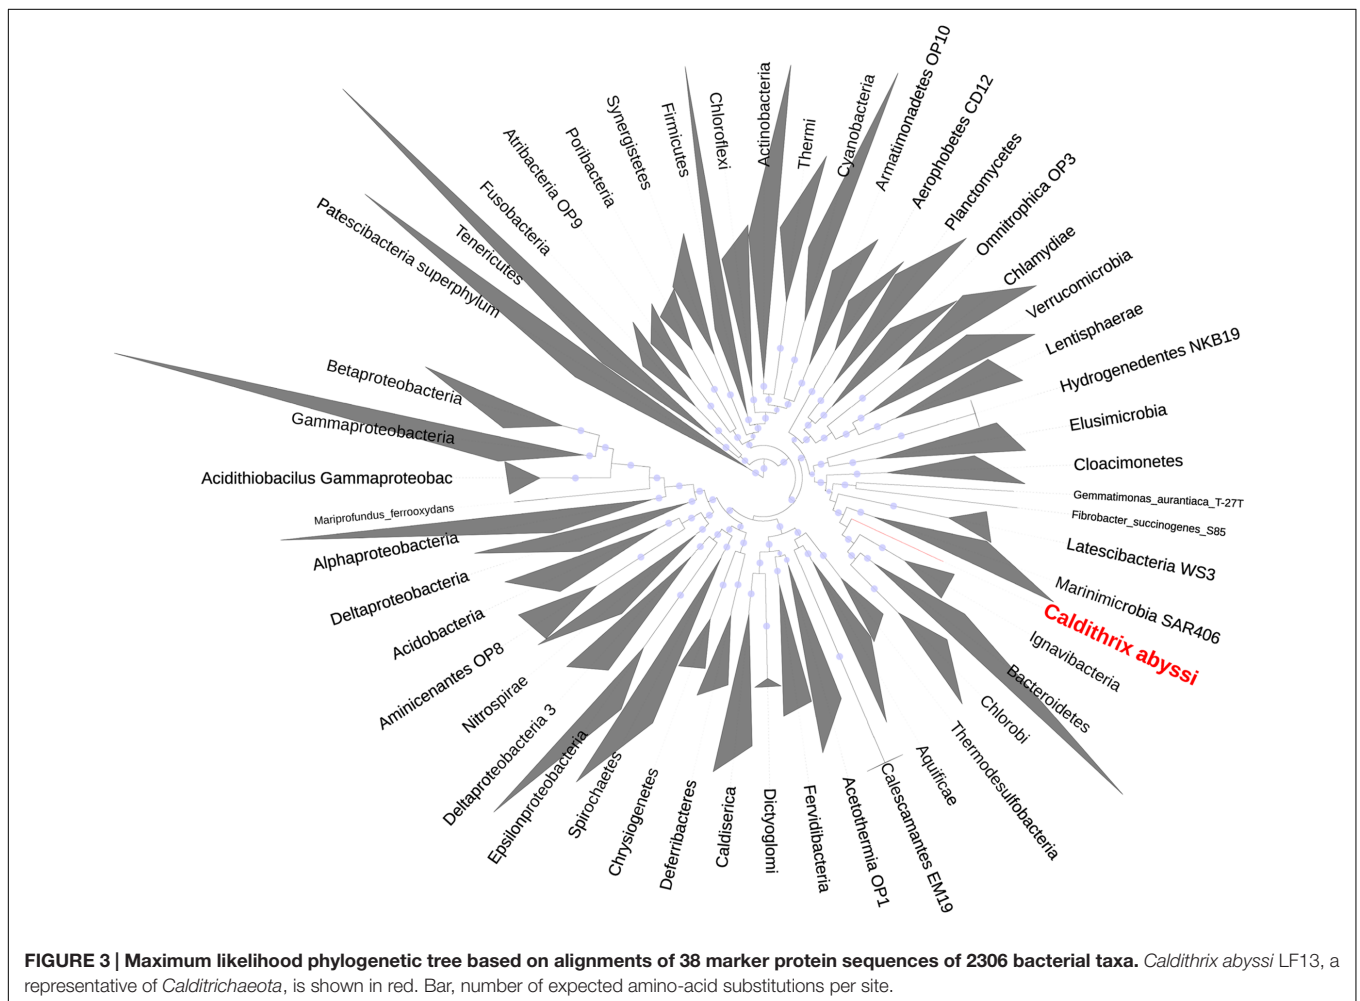 Armatimonadetes OP10
Cyanobacteria
Thermi
Actinobacteria
Chloroflexi
Firmicutes
Synergistetes
Poribacteria
Atribacteria OP9
Fusobacteria
Tenericutes
Patescibacteria superphylum
Betaproteobacteria
Gammaproteobacteria
Acidithiobacilus Gammaproteobac
Mariprofundus_ferrooxydans
Alphaproteobacteria
Deltaproteobacteria
Acidobacteria
Aminicenantes OP8
Nitrospirae
Deltaproteobacteria 3
Epsilonproteobacteria
Spirochaetes
Chrysiogenetes
Deferribacteres
Caldiserica
Dictyoglomi
Fervidibacteria
Acetothermia OP1
Calescamantes EM19
Aquificae
Thermodesulfobacteria
Chlorobi
Bacteroidetes
Ignavibacteria
Caldithrix abyssi
Marinimicrobia SAR406
Latescibacteria WS3
Fibrobacter_succinogenes_S85
Gemmatimonas_aurantiaca_T-27T
Cloacimonetes
Elusimicrobia
Hydrogenedentes NKB19
Lentisphaerae
Verrucomicrobia
Chlamydiae
Omnitrophica OP3
Planctomycetes
Aerophobetes CD12
FIGURE 3 | Maximum likelihood phylogenetic tree based on alignments of 38 marker protein sequences of 2306 bacterial taxa. Caldithrix abyssi LF13, a
representative of Calditrichaeota, is shown in red. Bar, number of expected amino-acid substitutions per site.